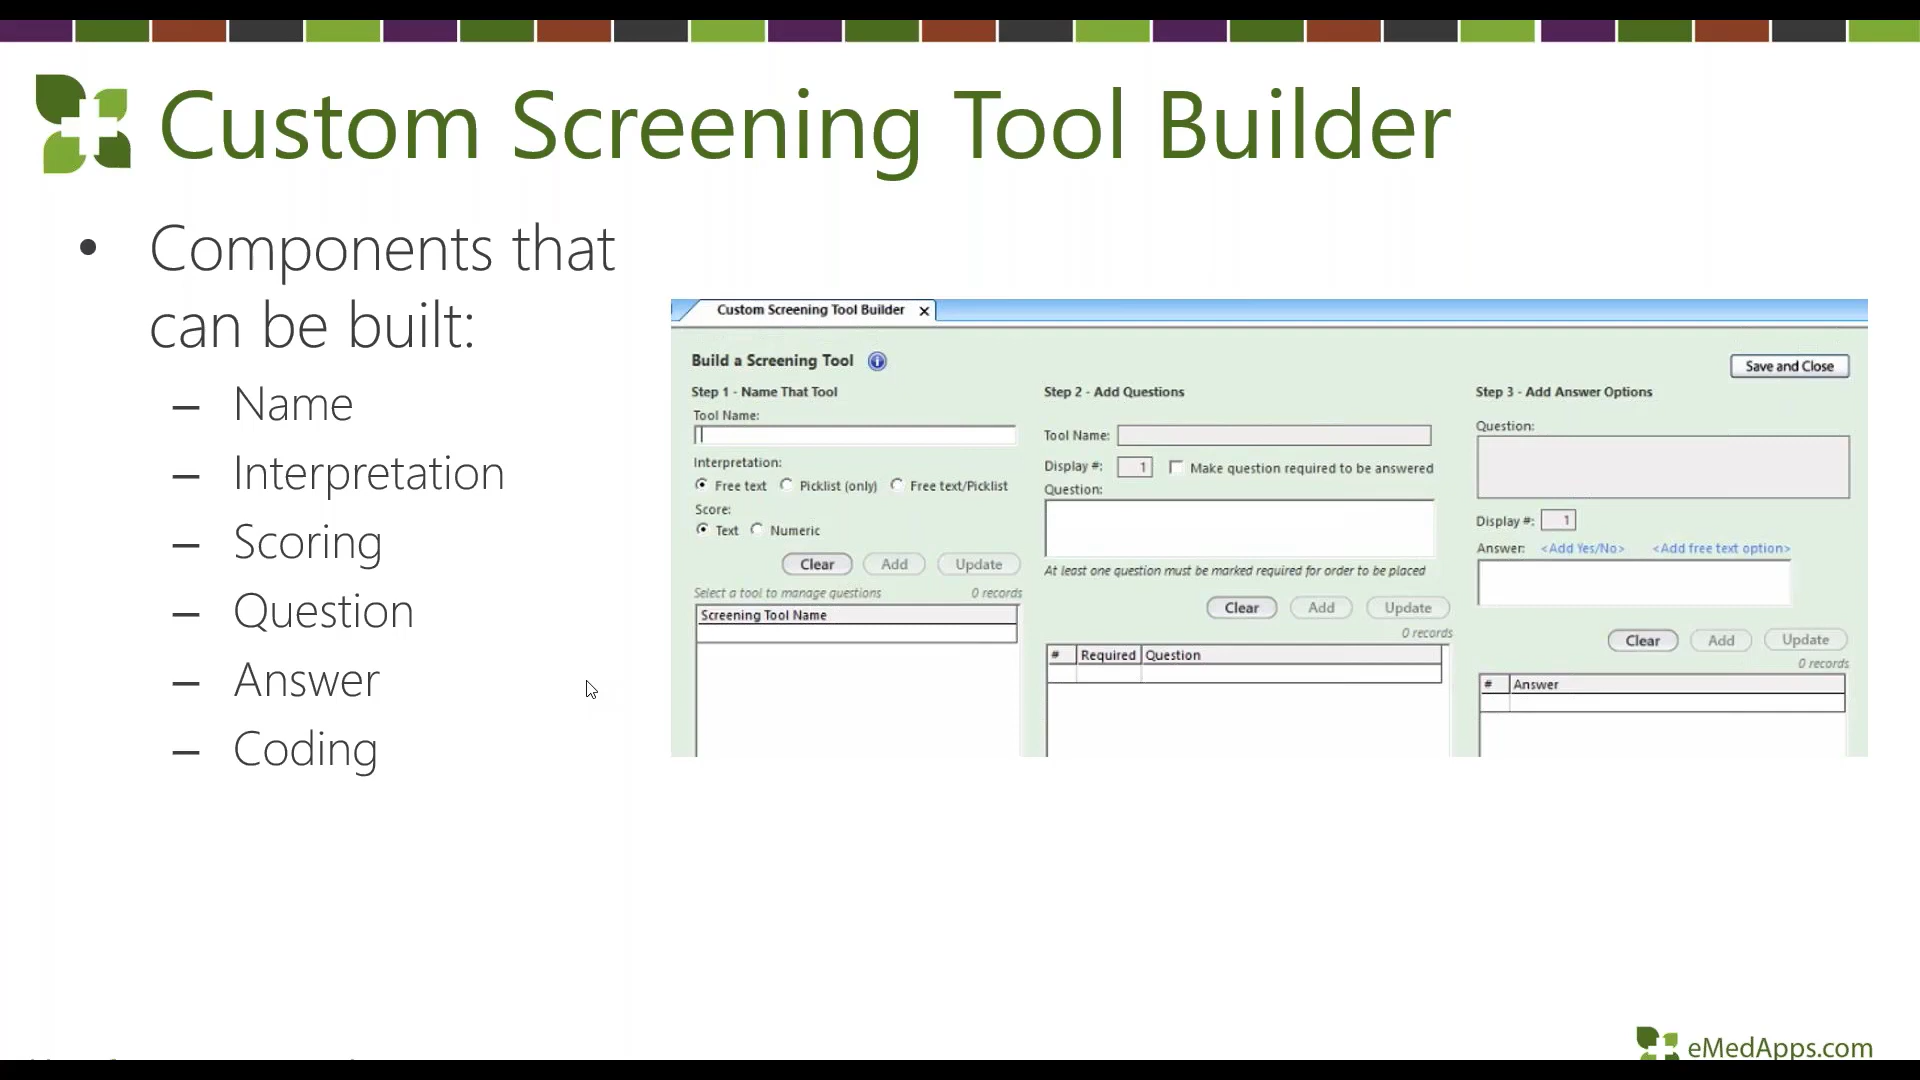 Custom Screening Tool Builder
• Components that
can be built:
– Name
– Interpretation
– Scoring
– Question
– Answer
– Coding
Custom Screening Tool Builder
Build a Screening Tool
Save and Close
Step 1 - Name That Tool
Tool Name:
Interpretation:
Free text Picklist (only) Free text/Picklist
Score:
Text Numeric
Clear Add Update
Select a tool to manage questions 0 records
Screening Tool Name
Step 2 - Add Questions
Tool Name:
Display #: 1 Make question required to be answered
Question:
At least one question must be marked required for order to be placed
Clear Add Update
0 records
# Required Question
Step 3 - Add Answer Options
Question:
Display #: 1
Answer: <Add Yes/No> <Add free text option>
Clear Add Update
0 records
# Answer
eMedApps.com